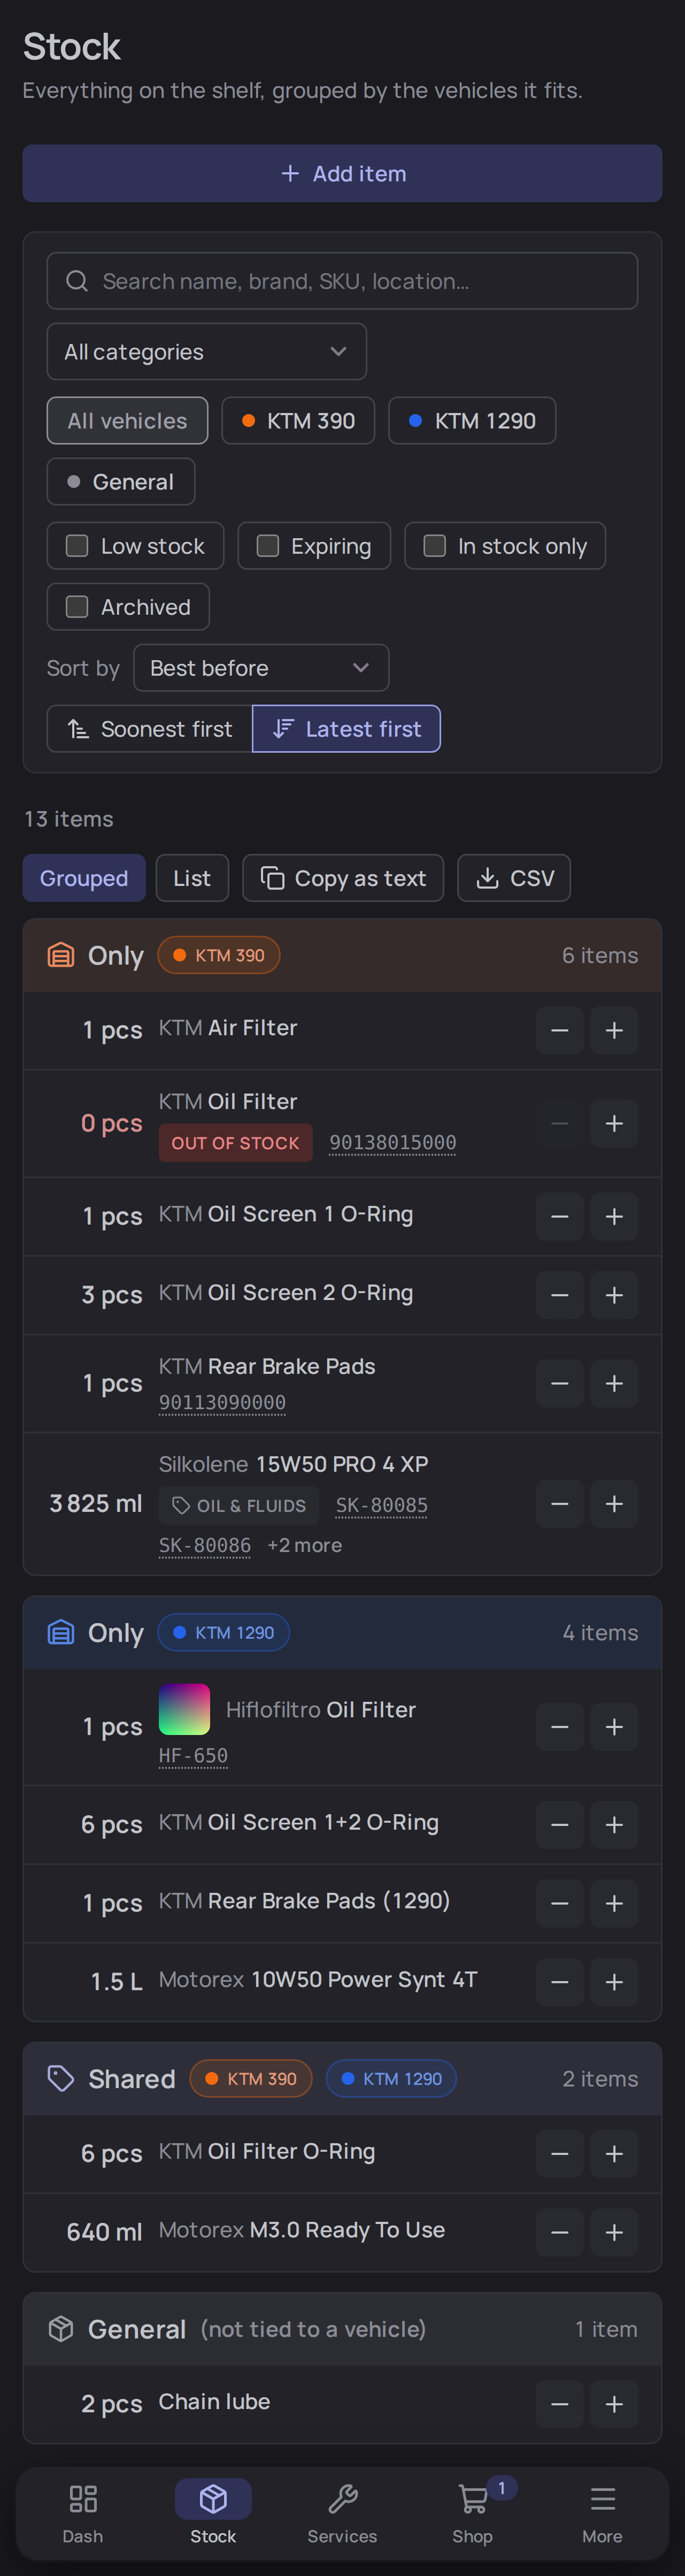 Stock
Everything on the shelf, grouped by the vehicles it fits.
+ Add item
Search name, brand, SKU, location…
All categories
All vehicles KTM 390 KTM 1290
General
Low stock Expiring In stock only
Archived
Sort by Best before
Soonest first Latest first
13 items
Grouped List Copy as text CSV
Only KTM 390 6 items
1 pcs KTM Air Filter − +
KTM Oil Filter
0 pcs − +
OUT OF STOCK 90138015000
1 pcs KTM Oil Screen 1 O-Ring − +
3 pcs KTM Oil Screen 2 O-Ring − +
KTM Rear Brake Pads
1 pcs − +
90113090000
Silkolene 15W50 PRO 4 XP
3 825 ml OIL & FLUIDS SK-80085 − +
SK-80086 +2 more
Only KTM 1290 4 items
Hiflofiltro Oil Filter
1 pcs − +
HF-650
6 pcs KTM Oil Screen 1+2 O-Ring − +
1 pcs KTM Rear Brake Pads (1290) − +
1.5 L Motorex 10W50 Power Synt 4T − +
Shared KTM 390 KTM 1290 2 items
6 pcs KTM Oil Filter O-Ring − +
640 ml Motorex M3.0 Ready To Use − +
General (not tied to a vehicle) 1 item
2 pcs Chain lube − +
1
Dash Stock Services Shop More